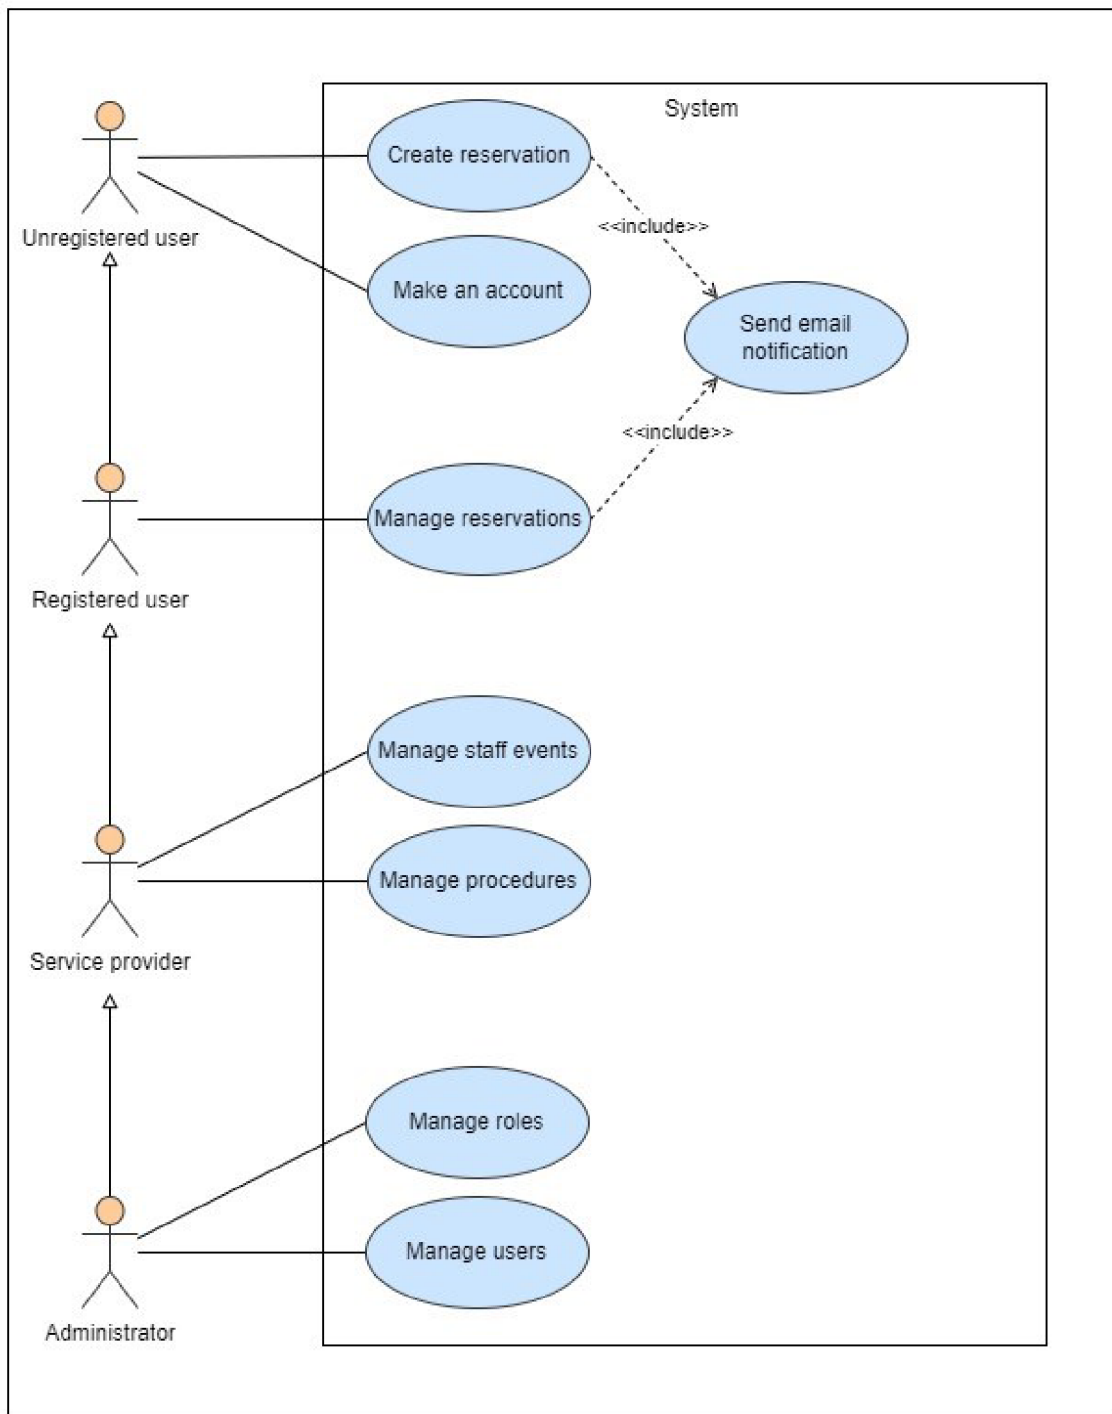 System
Create reservation
Unregistered user
<<include>>
Make an account
Send email
notification
<<include>>
Manage reservations
Registered user
Manage staff events
Manage procedures
Service provider
Manage roles
Manage users
Administrator